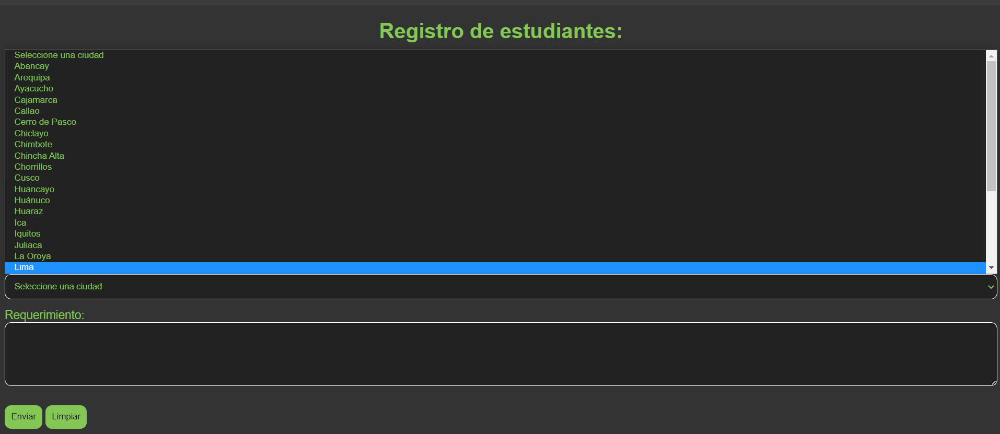 Registro de estudiantes:
Seleccione una ciudad
Abancay
Arequipa
Ayacucho
Cajamarca
Callao
Cerro de Pasco
Chiclayo
Chimbote
Chincha Alta
Chorrillos
Cusco
Huancayo
Huánuco
Huaraz
Ica
Iquitos
Juliaca
La Oroya
Lima
Seleccione una ciudad
Requerimiento:
Enviar Limpiar